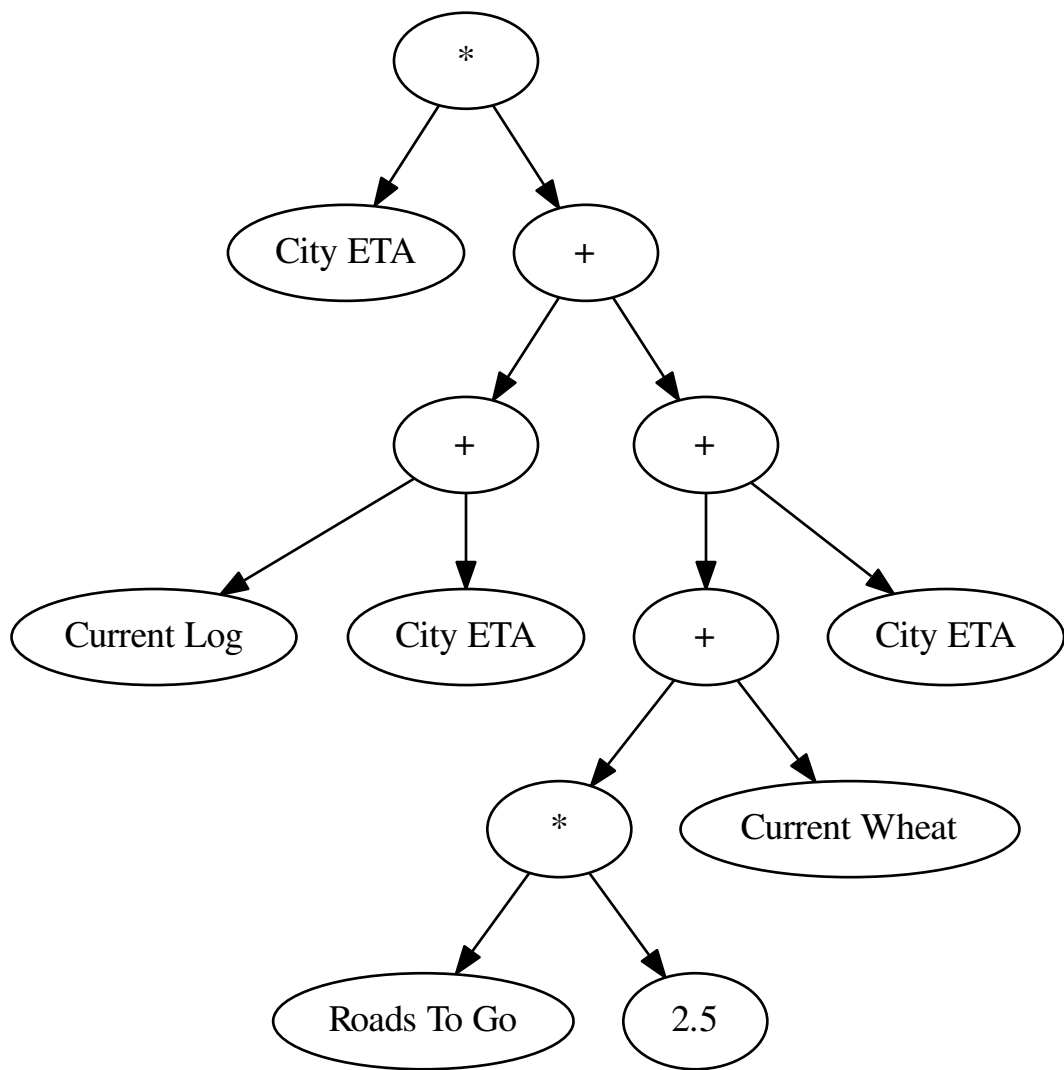 *
City ETA
+
+
+
Current Log
City ETA
+
City ETA
*
Current Wheat
Roads To Go
2.5